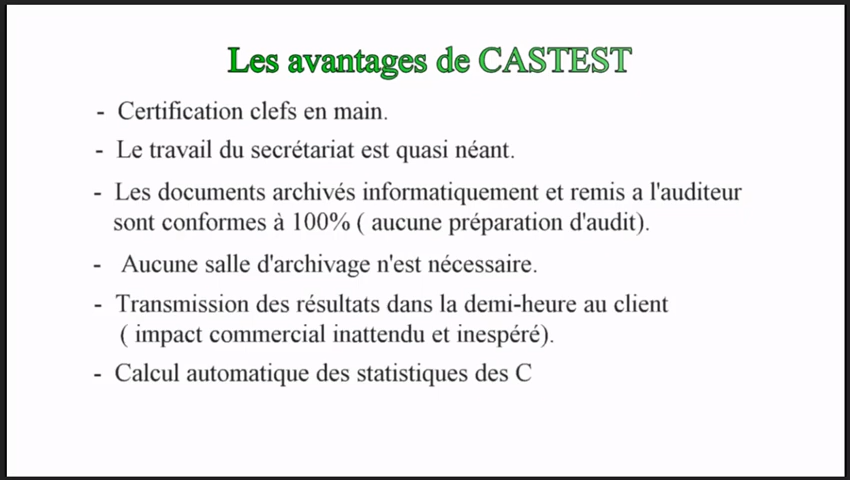 Les avantages de CASTEST
- Certification clefs en main.
- Le travail du secrétariat est quasi néant.
- Les documents archivés informatiquement et remis a l'auditeur
sont conformes à 100% ( aucune préparation d'audit).
- Aucune salle d'archivage n'est nécessaire.
- Transmission des résultats dans la demi-heure au client
( impact commercial inattendu et inespéré).
- Calcul automatique des statistiques des C